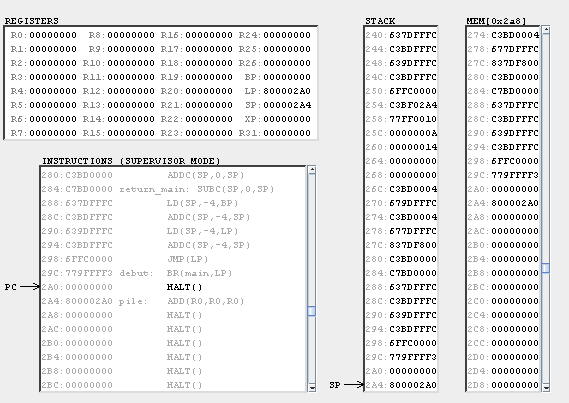 REGISTERS
R0:00000000 R8:00000000 R16:00000000 R24:00000000
R1:00000000 R9:00000000 R17:00000000 R25:00000000
R2:00000000 R10:00000000 R18:00000000 R26:00000000
R3:00000000 R11:00000000 R19:00000000 BP:00000000
R4:00000000 R12:00000000 R20:00000000 LP:800002A0
R5:00000000 R13:00000000 R21:00000000 SP:000002A4
R6:00000000 R14:00000000 R22:00000000 XP:00000000
R7:00000000 R15:00000000 R23:00000000 R31:00000000
INSTRUCTIONS (SUPERVISOR MODE)
280:C3BD0000 ADDC(SP,0,SP)
284:C7BD0000 return_main: SUBC(SP,0,SP)
288:637DFFFC LD(SP,-4,BP)
28C:C3BDFFFC ADDC(SP,-4,SP)
290:639DFFFC LD(SP,-4,LP)
294:C3BDFFFC ADDC(SP,-4,SP)
298:6FFC0000 JMP(LP)
29C:779FFFF3 debut: BR(main,LP)
PC
2A0:00000000 HALT()
2A4:800002A0 pile: ADD(R0,R0,R0)
2A8:00000000 HALT()
2AC:00000000 HALT()
2B0:00000000 HALT()
2B4:00000000 HALT()
2B8:00000000 HALT()
2BC:00000000 HALT()
STACK
240:637DFFFC
244:C3BDFFFC
248:639DFFFC
24C:C3BDFFFC
250:6FFC0000
254:C3BF02A4
258:77FF0010
25C:0000000A
260:00000014
264:00000000
268:00000000
26C:C3BD0004
270:679DFFFC
274:C3BD0004
278:677DFFFC
27C:837DF800
280:C3BD0000
284:C7BD0000
288:637DFFFC
28C:C3BDFFFC
290:639DFFFC
294:C3BDFFFC
298:6FFC0000
29C:779FFFF3
2A0:00000000
SP
2A4:800002A0
MEM[0x2a8]
274:C3BD0004
278:677DFFFC
27C:837DF800
280:C3BD0000
284:C7BD0000
288:637DFFFC
28C:C3BDFFFC
290:639DFFFC
294:C3BDFFFC
298:6FFC0000
29C:779FFFF3
2A0:00000000
2A4:800002A0
2A8:00000000
2AC:00000000
2B0:00000000
2B4:00000000
2B8:00000000
2BC:00000000
2C0:00000000
2C4:00000000
2C8:00000000
2CC:00000000
2D0:00000000
2D4:00000000
2D8:00000000